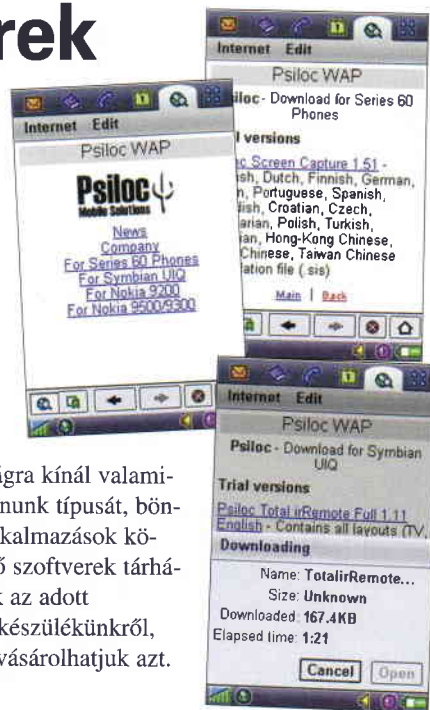 rek
Internet Edit
Psiloc WAP
Psiloc
Mobile Solutions
News
Company
For Series 60 Phones
For Symbian UIQ
For Nokia 9200
For Nokia 9500/9300
Internet Edit
Psiloc WAP
iloc - Download for Series 60
Phones
l versions
c Screen Capture 1.51 -
ish, Dutch, Finnish, German,
n, Portuguese, Spanish,
dish, Croatian, Czech,
arian, Polish, Turkish,
ian, Hong-Kong Chinese,
Chinese, Taiwan Chinese
ation file (.sis)
Main | Back
Internet Edit
Psiloc WAP
Psiloc - Download for Symbian
UIQ
Trial versions
Psiloc Total irRemote Full 1.11
English - Contains all layouts (TV,
Downloading
Name: TotalirRemote...
Size: Unknown
Downloaded: 167.4KB
Elapsed time: 1:21
Cancel Open
ágra kínál valami-
nunk típusát, bön-
kalmazások kö-
ő szoftverek tárhá-
k az adott
készülékünkről,
vásárolhatjuk azt.